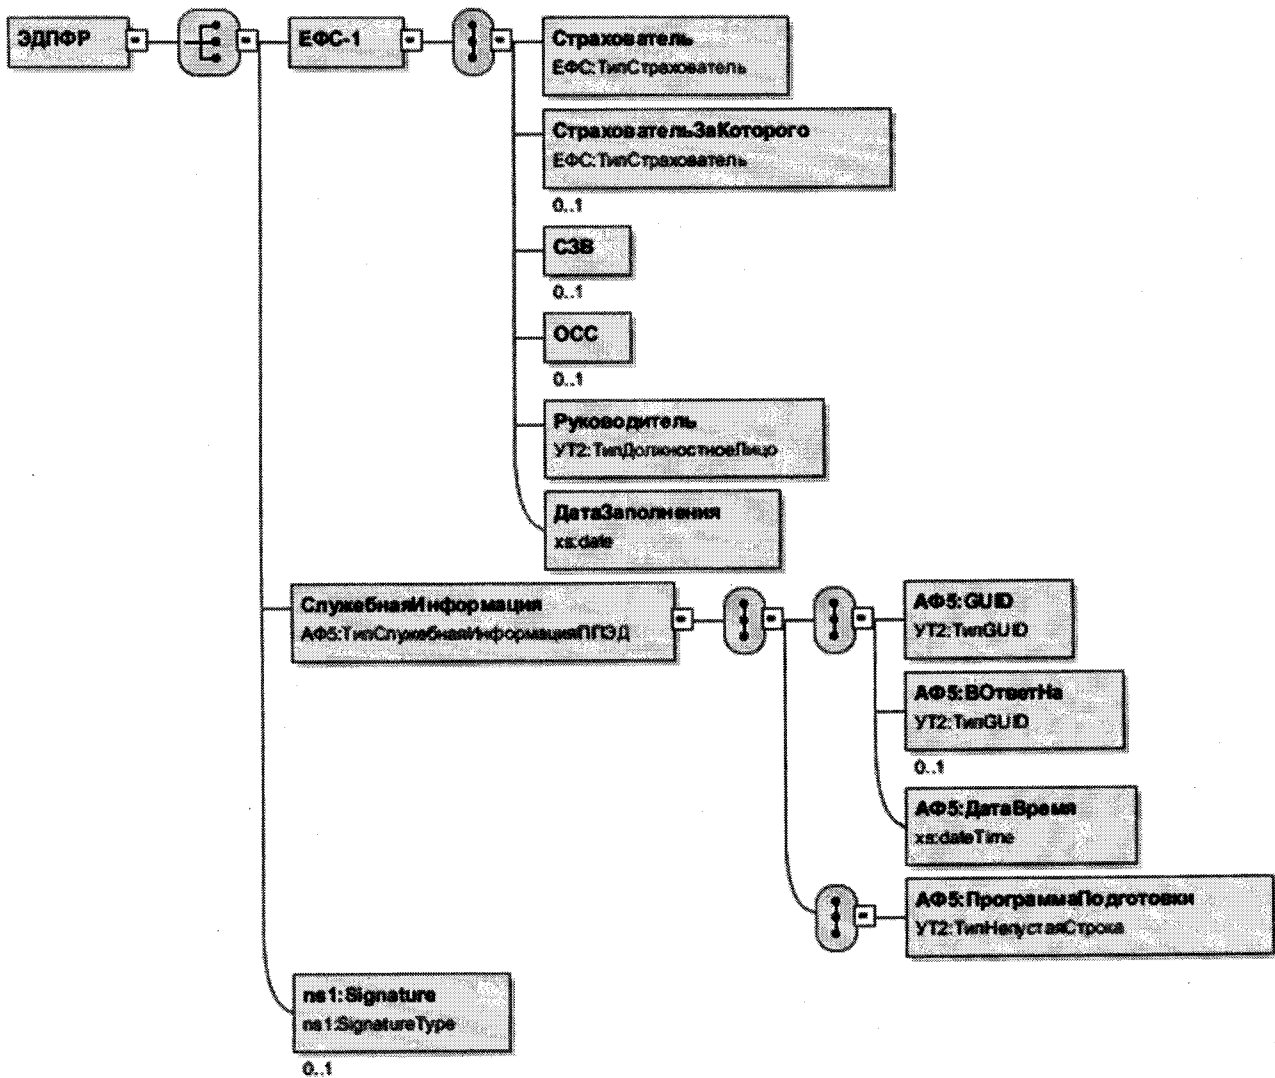 ЭДПФР
ЕФС-1
Страхователь
ЕФС:ТипСтрахователь
СтраховательЗаКоторого
ЕФС:ТипСтрахователь
0..1
СЗВ
0..1
ОСС
0..1
Руководитель
УТ2:ТипДолжностноеЛицо
ДатаЗаполнения
xs:date
СлужебнаяИнформация
АФ5:ТипСлужебнаяИнформацияППЭД
АФ5:GUID
УТ2:ТипGUID
АФ5:ВОтветНа
УТ2:ТипGUID
0..1
АФ5:ДатаВремя
xs:dateTime
АФ5:ПрограммаПодготовки
УТ2:ТипНепустаяСтрока
ns1:Signature
ns1:SignatureType
0..1